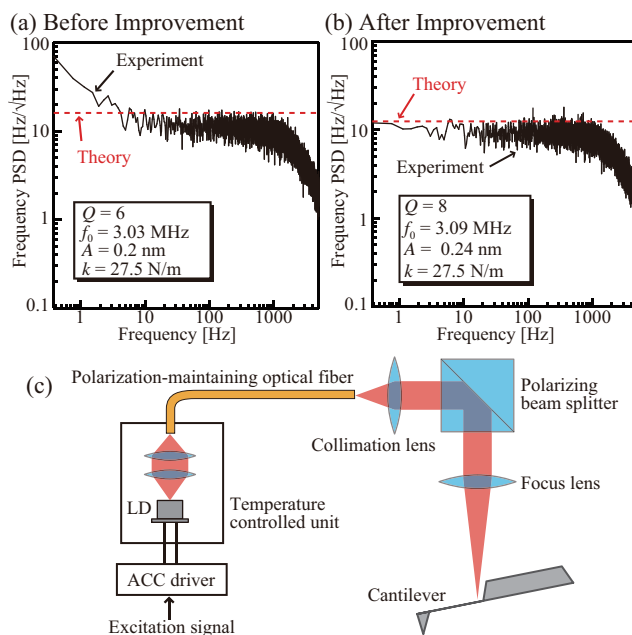 (a) Before Improvement
100
10
1
0.1
Frequency PSD [Hz/√Hz]
Experiment
Theory
Q = 6
f₀ = 3.03 MHz
A = 0.2 nm
k = 27.5 N/m
1 10 100 1000
Frequency [Hz]
(b) After Improvement
100
10
1
0.1
Frequency PSD [Hz/√Hz]
Theory
Experiment
Q = 8
f₀ = 3.09 MHz
A = 0.24 nm
k = 27.5 N/m
1 10 100 1000
Frequency [Hz]
(c)
Polarization-maintaining optical fiber
Collimation lens
Polarizing
beam splitter
Focus lens
LD
Temperature
controlled unit
ACC driver
Excitation signal
Cantilever